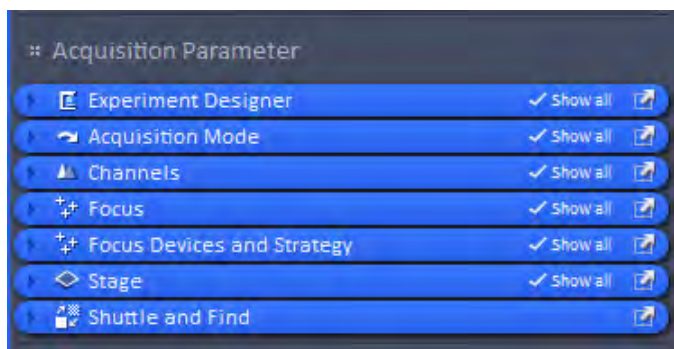 Acquisition Parameter
Experiment Designer Show all
Acquisition Mode Show all
Channels Show all
Focus Show all
Focus Devices and Strategy Show all
Stage Show all
Shuttle and Find